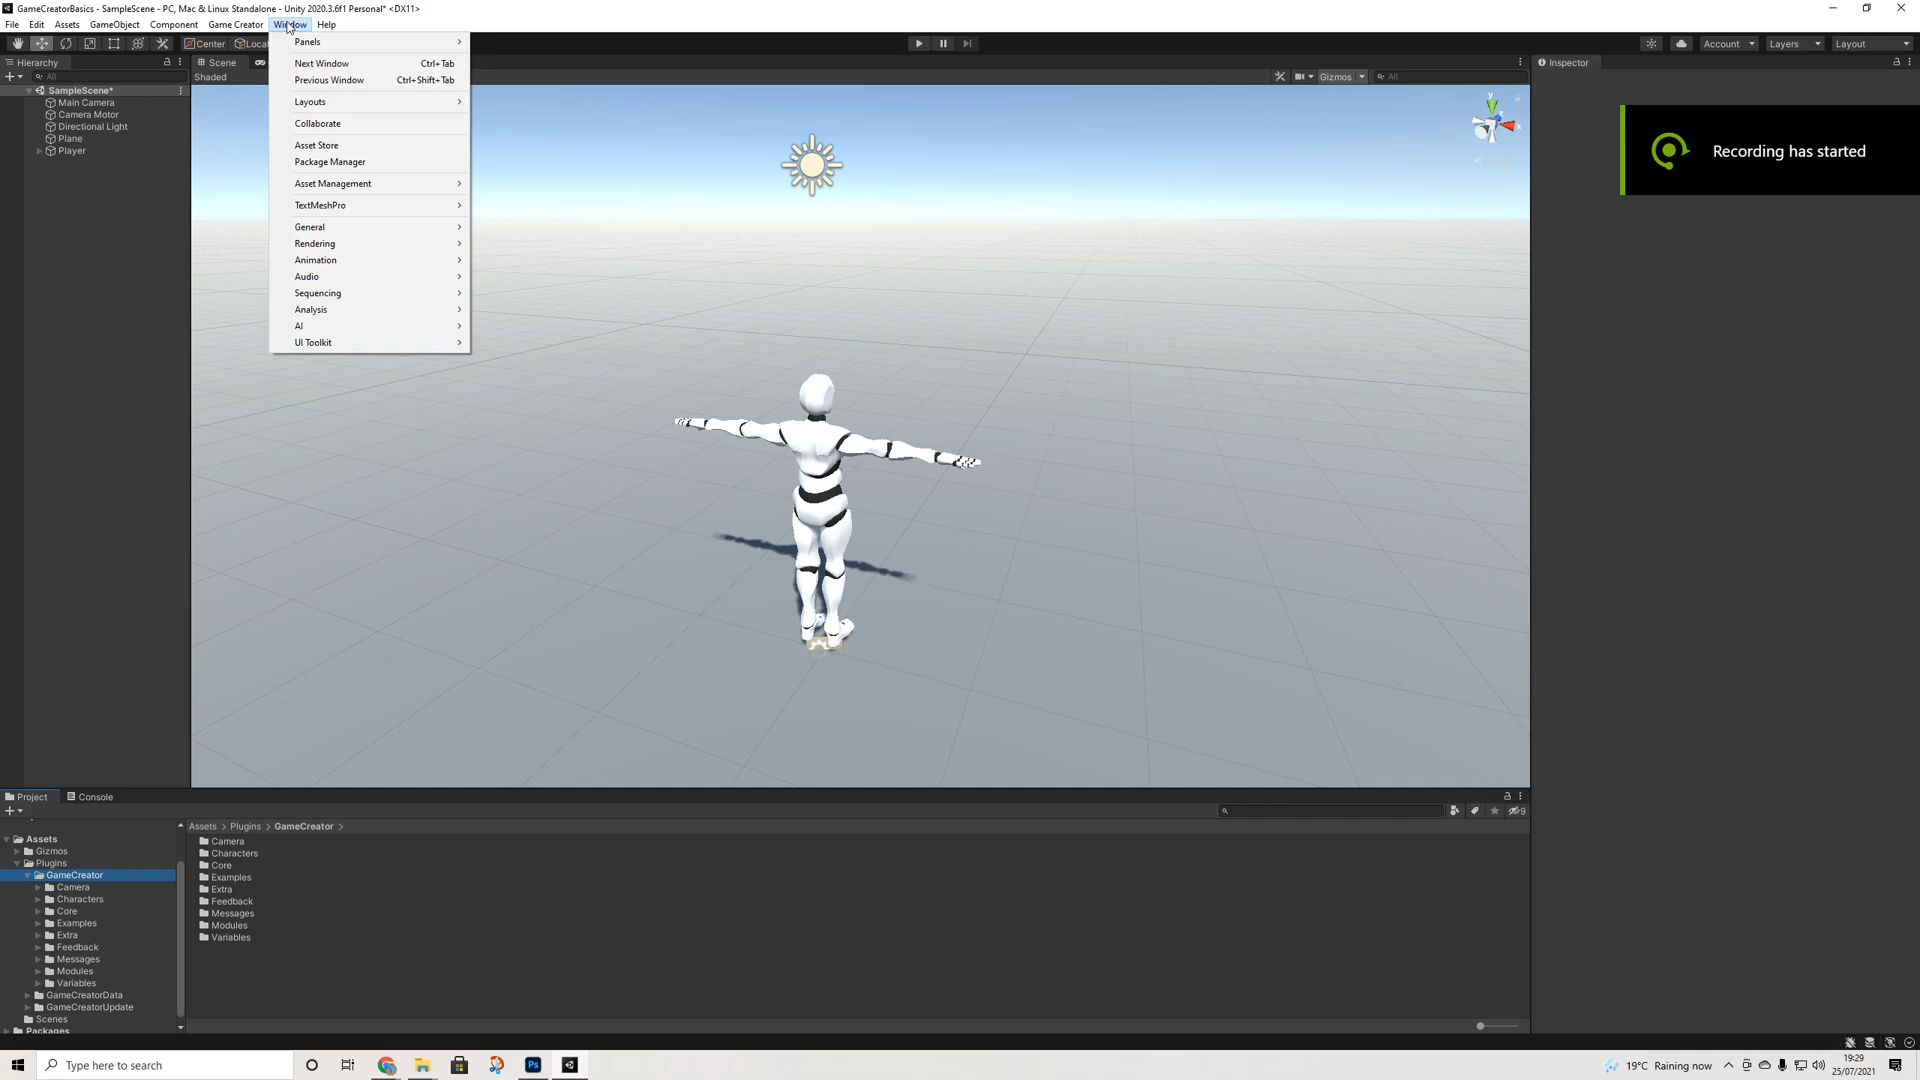 GameCreatorBasics - SampleScene - PC, Mac & Linux Standalone - Unity 2020.3.6f1 Personal* <DX11>
File Edit Assets GameObject Component Game Creator Window Help
Center Local Account Layers Layout
Hierarchy Scene Inspector
All Shaded Gizmos All
SampleScene*
Main Camera
Camera Motor
Directional Light
Plane
Player
Panels
Next Window Ctrl+Tab
Previous Window Ctrl+Shift+Tab
Layouts
Collaborate
Asset Store
Package Manager
Asset Management
TextMeshPro
General
Rendering
Animation
Audio
Sequencing
Analysis
AI
UI Toolkit
y
x
Recording has started
Project Console
Assets
Gizmos
Plugins
GameCreator
Camera
Characters
Core
Examples
Extra
Feedback
Messages
Modules
Variables
GameCreatorData
GameCreatorUpdate
Scenes
Packages
Assets > Plugins > GameCreator >
Camera
Characters
Core
Examples
Extra
Feedback
Messages
Modules
Variables
9
Type here to search
Ps
19°C Raining now
19:29
25/07/2021